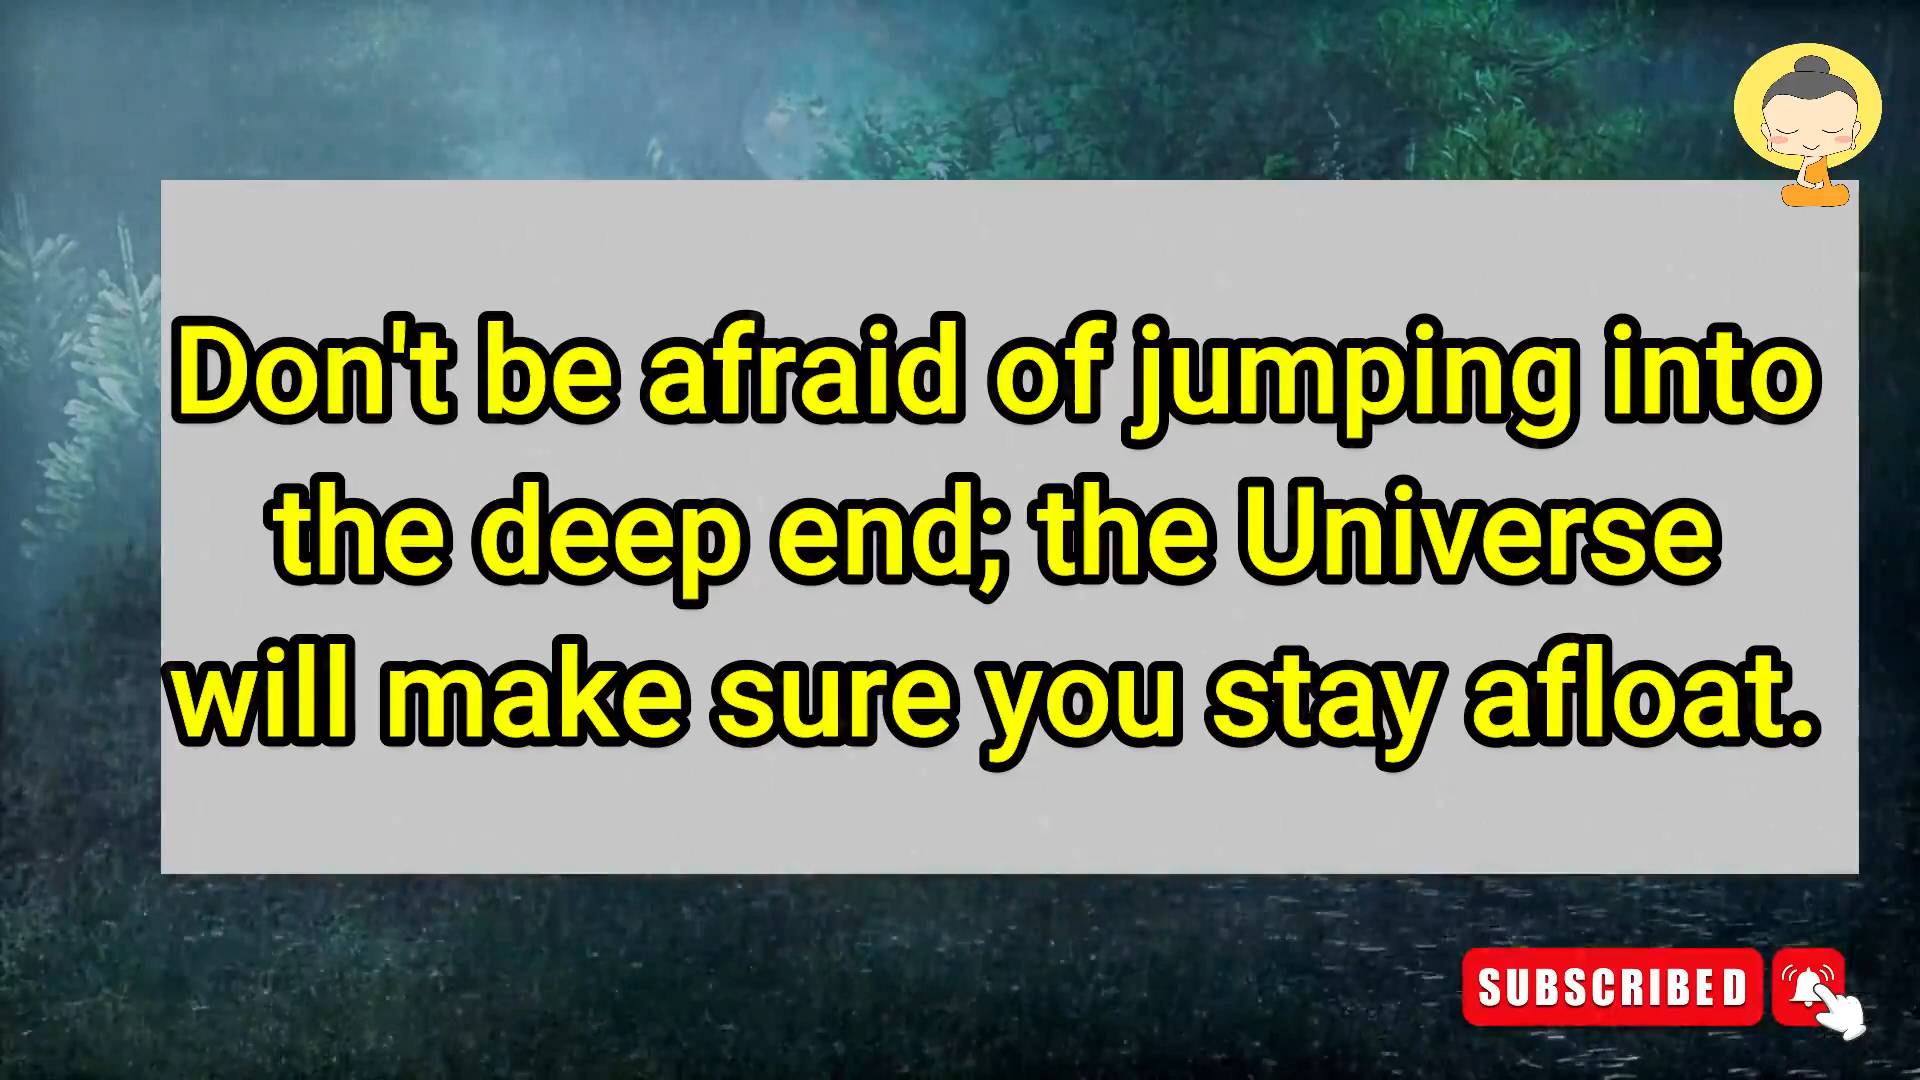 Don't be afraid of jumping into
the deep end; the Universe
will make sure you stay afloat.
SUBSCRIBED